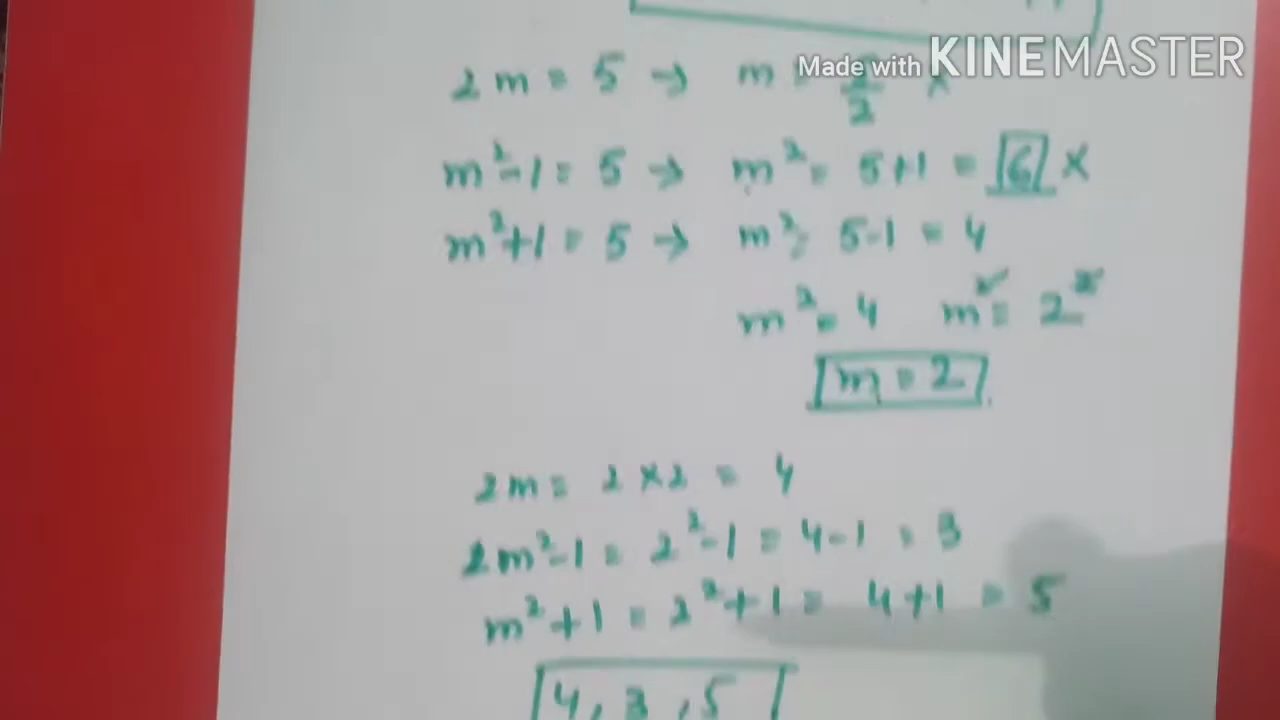 Made with KINEMASTER
2m = 5 → m = 5/2 ×
m²-1 = 5 → m² = 5+1 = 6 ×
m²+1 = 5 → m² = 5-1 = 4
m² = 4 m² = 2²
m = 2
2m = 2×2 = 4
2m²-1 = 2²-1 = 4-1 = 3
m²+1 = 2²+1 = 4+1 = 5
4, 3, 5